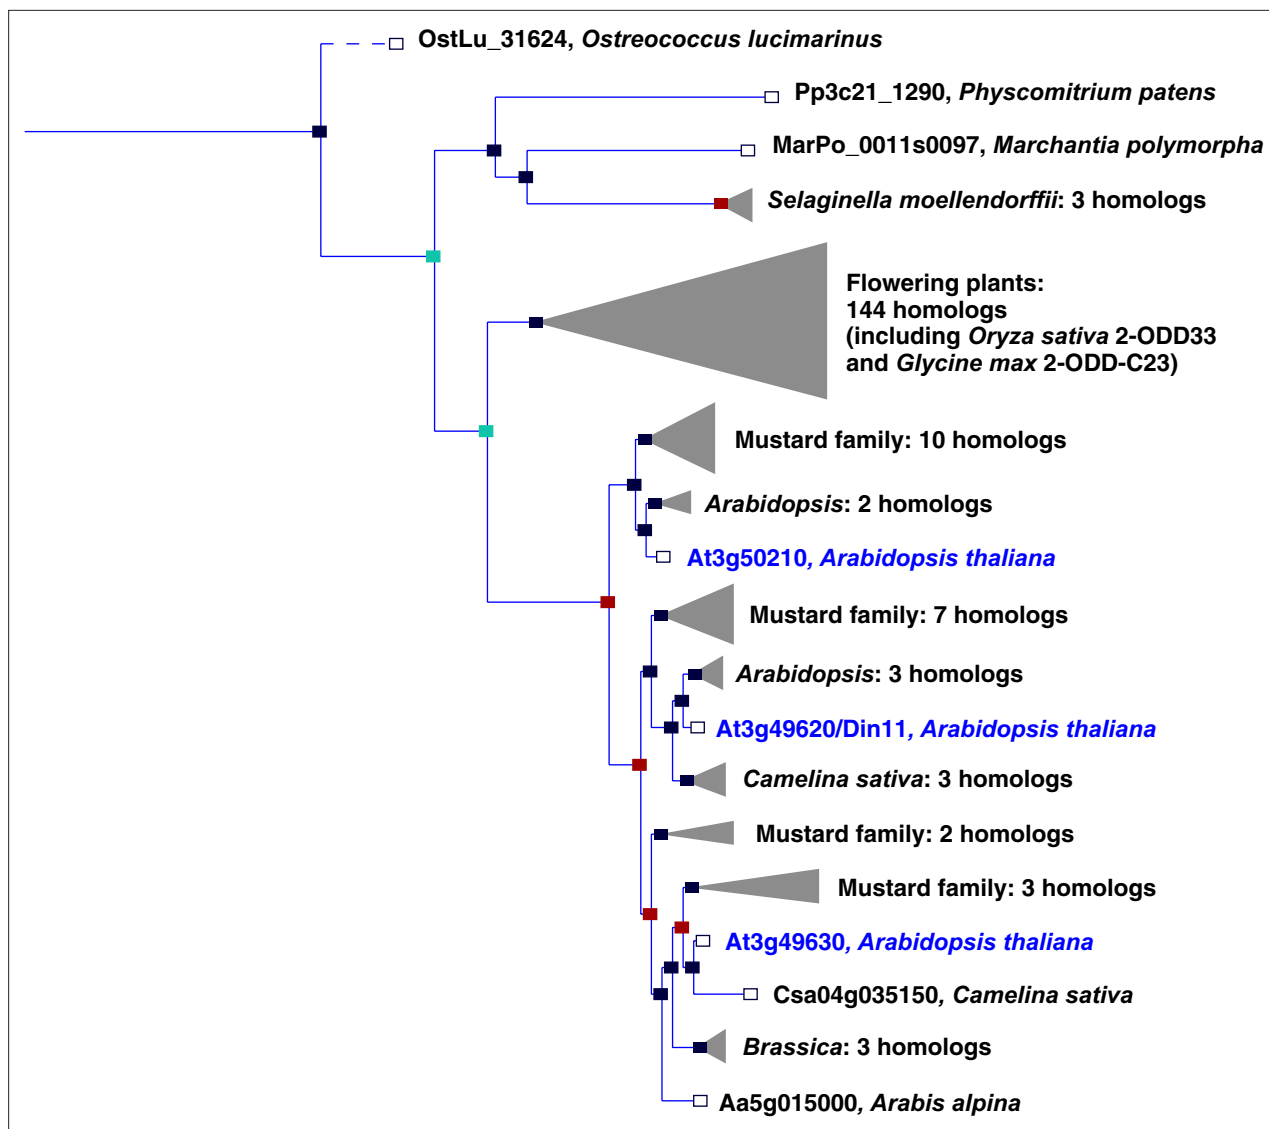 OstLu_31624, Ostreococcus lucimarinus
Pp3c21_1290, Physcomitrium patens
MarPo_0011s0097, Marchantia polymorpha
Selaginella moellendorffii: 3 homologs
Flowering plants:
144 homologs
(including Oryza sativa 2-ODD33
and Glycine max 2-ODD-C23)
Mustard family: 10 homologs
Arabidopsis: 2 homologs
At3g50210, Arabidopsis thaliana
Mustard family: 7 homologs
Arabidopsis: 3 homologs
At3g49620/Din11, Arabidopsis thaliana
Camelina sativa: 3 homologs
Mustard family: 2 homologs
Mustard family: 3 homologs
At3g49630, Arabidopsis thaliana
Csa04g035150, Camelina sativa
Brassica: 3 homologs
Aa5g015000, Arabis alpina